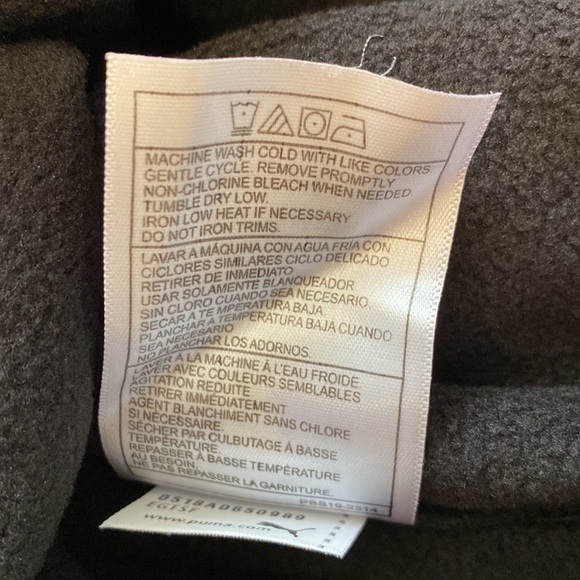 MACHINE WASH COLD WITH LIKE COLORS.
GENTLE CYCLE. REMOVE PROMPTLY
NON-CHLORINE BLEACH WHEN NEEDED.
TUMBLE DRY LOW.
IRON LOW HEAT IF NECESSARY
DO NOT IRON TRIMS.
LAVAR A MÁQUINA CON AGUA FRÍA CON
CICLORES SIMILARES CICLO DELICADO
RETIRER DE INMEDIATO
USAR SOLAMENTE BLANQUEADOR
SIN CLORO CUANDO SEA NECESARIO
SECAR A TE MPERATURA BAJA
PLANCHAR A TEMPERATURA BAJA CUANDO
SEA NECESARIO
NO PLANCHAR LOS ADORNOS.
LAVER À LA MACHINE À L'EAU FROIDE
LAVER AVEC COULEURS SEMBLABLES
AGITATION REDUITE
RETIRER IMMÉDIATEMENT
AGENT BLANCHIMENT SANS CHLORE
SI NÉCESSAIRE.
SÉCHER PAR CULBUTAGE À BASSE
TEMPÉRATURE.
REPASSER À BASSE TEMPÉRATURE
AU BESOIN.
NE PAS REPASSER LA GARNITURE.
PBS10-3314
0S18A0650989
EGTSF
www.puma.com